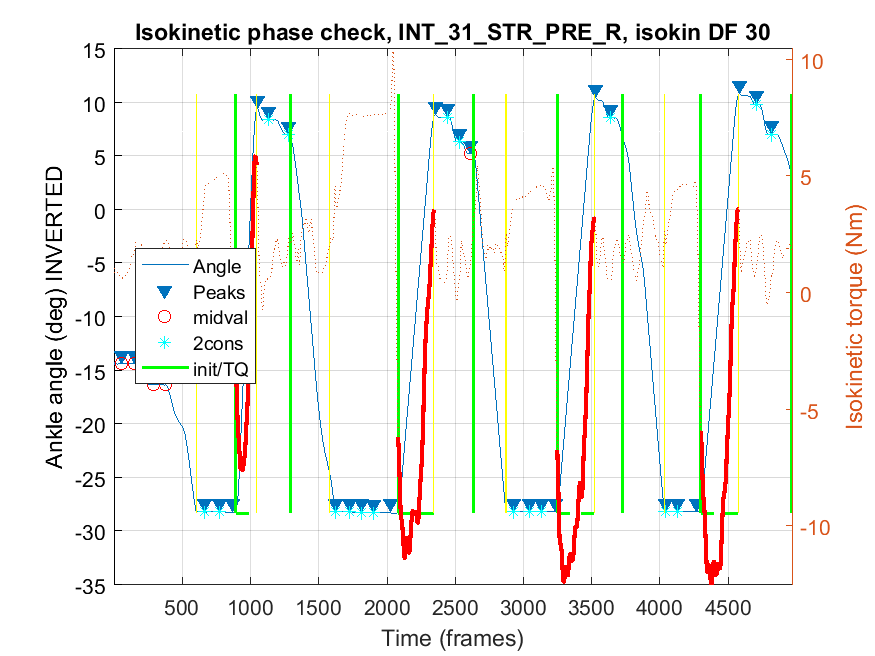 Isokinetic phase check, INT_31_STR_PRE_R, isokin DF 30
15
10
5
0
-5
-10
-15
-20
-25
-30
-35
Ankle angle (deg) INVERTED
Angle
Peaks
midval
2cons
init/TQ
10
5
0
-5
-10
Isokinetic torque (Nm)
500
1000
1500
2000
2500
3000
3500
4000
4500
Time (frames)